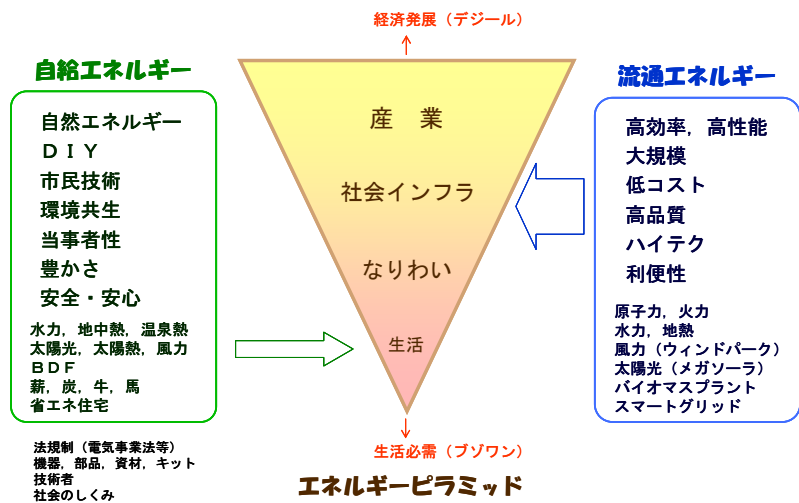 経済発展（デジール）
自給エネルギー
自然エネルギー
ＤＩＹ
市民技術
環境共生
当事者性
豊かさ
安全・安心
水力，地中熱，温泉熱
太陽光，太陽熱，風力
ＢＤＦ
薪，炭，牛，馬
省エネ住宅
法規制（電気事業法等）
機器，部品，資材，キット
技術者
社会のしくみ
産　業
社会インフラ
なりわい
生活
生活必需（ブゾワン）
エネルギーピラミッド
流通エネルギー
高効率，高性能
大規模
低コスト
高品質
ハイテク
利便性
原子力，火力
水力，地熱
風力（ウィンドパーク）
太陽光（メガソーラ）
バイオマスプラント
スマートグリッド